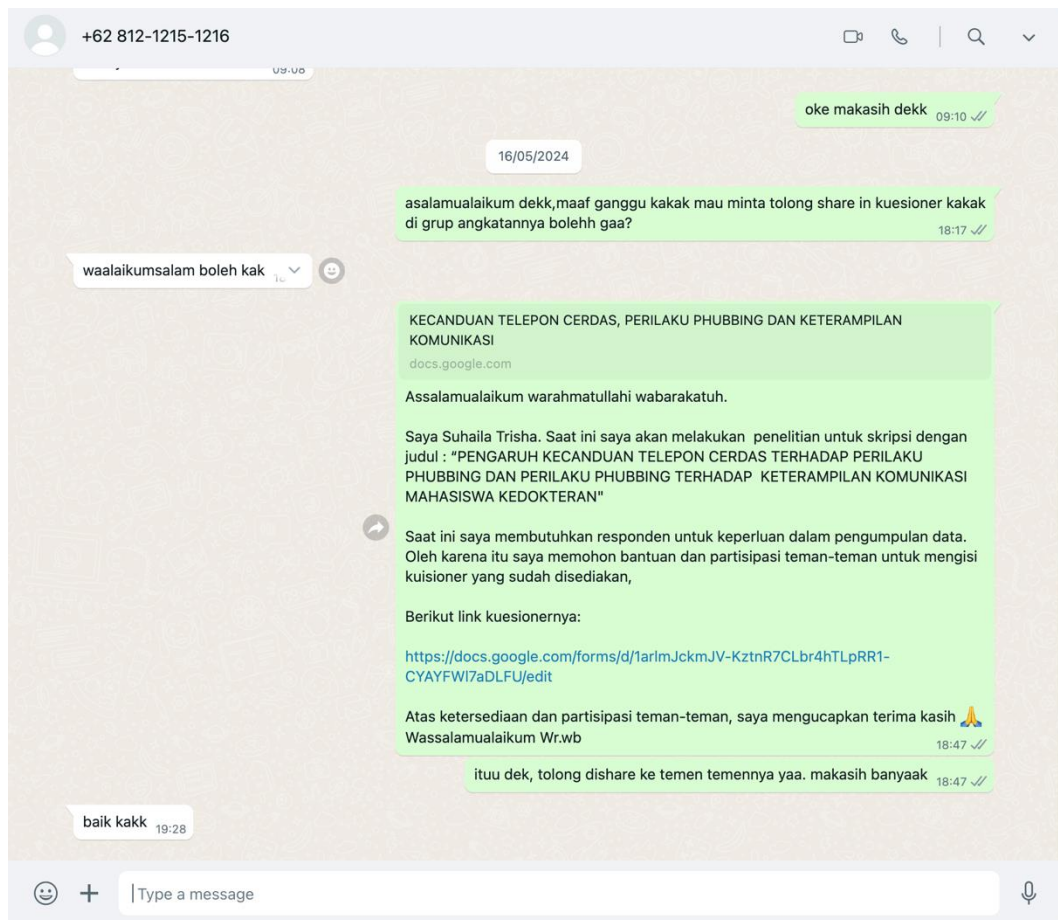 +62 812-1215-1216
09:08
oke makasih dekk 09:10
16/05/2024
asalamualaikum dekk,maaf ganggu kakak mau minta tolong share in kuesioner kakak
di grup angkatannya bolehh gaa?
18:17
waalaikumsalam boleh kak
KECANDUAN TELEPON CERDAS, PERILAKU PHUBBING DAN KETERAMPILAN
KOMUNIKASI
docs.google.com
Assalamualaikum warahmatullahi wabarakatuh.
Saya Suhaila Trisha. Saat ini saya akan melakukan penelitian untuk skripsi dengan
judul : “PENGARUH KECANDUAN TELEPON CERDAS TERHADAP PERILAKU
PHUBBING DAN PERILAKU PHUBBING TERHADAP KETERAMPILAN KOMUNIKASI
MAHASISWA KEDOKTERAN"
Saat ini saya membutuhkan responden untuk keperluan dalam pengumpulan data.
Oleh karena itu saya memohon bantuan dan partisipasi teman-teman untuk mengisi
kuisioner yang sudah disediakan,
Berikut link kuesionernya:
https://docs.google.com/forms/d/1arlmJckmJV-KztnR7CLbr4hTLpRR1-
CYAYFWl7aDLFU/edit
Atas ketersediaan dan partisipasi teman-teman, saya mengucapkan terima kasih 🙏
Wassalamualaikum Wr.wb
18:47
ituu dek, tolong dishare ke temen temennya yaa. makasih banyaak 18:47
baik kakk 19:28
Type a message